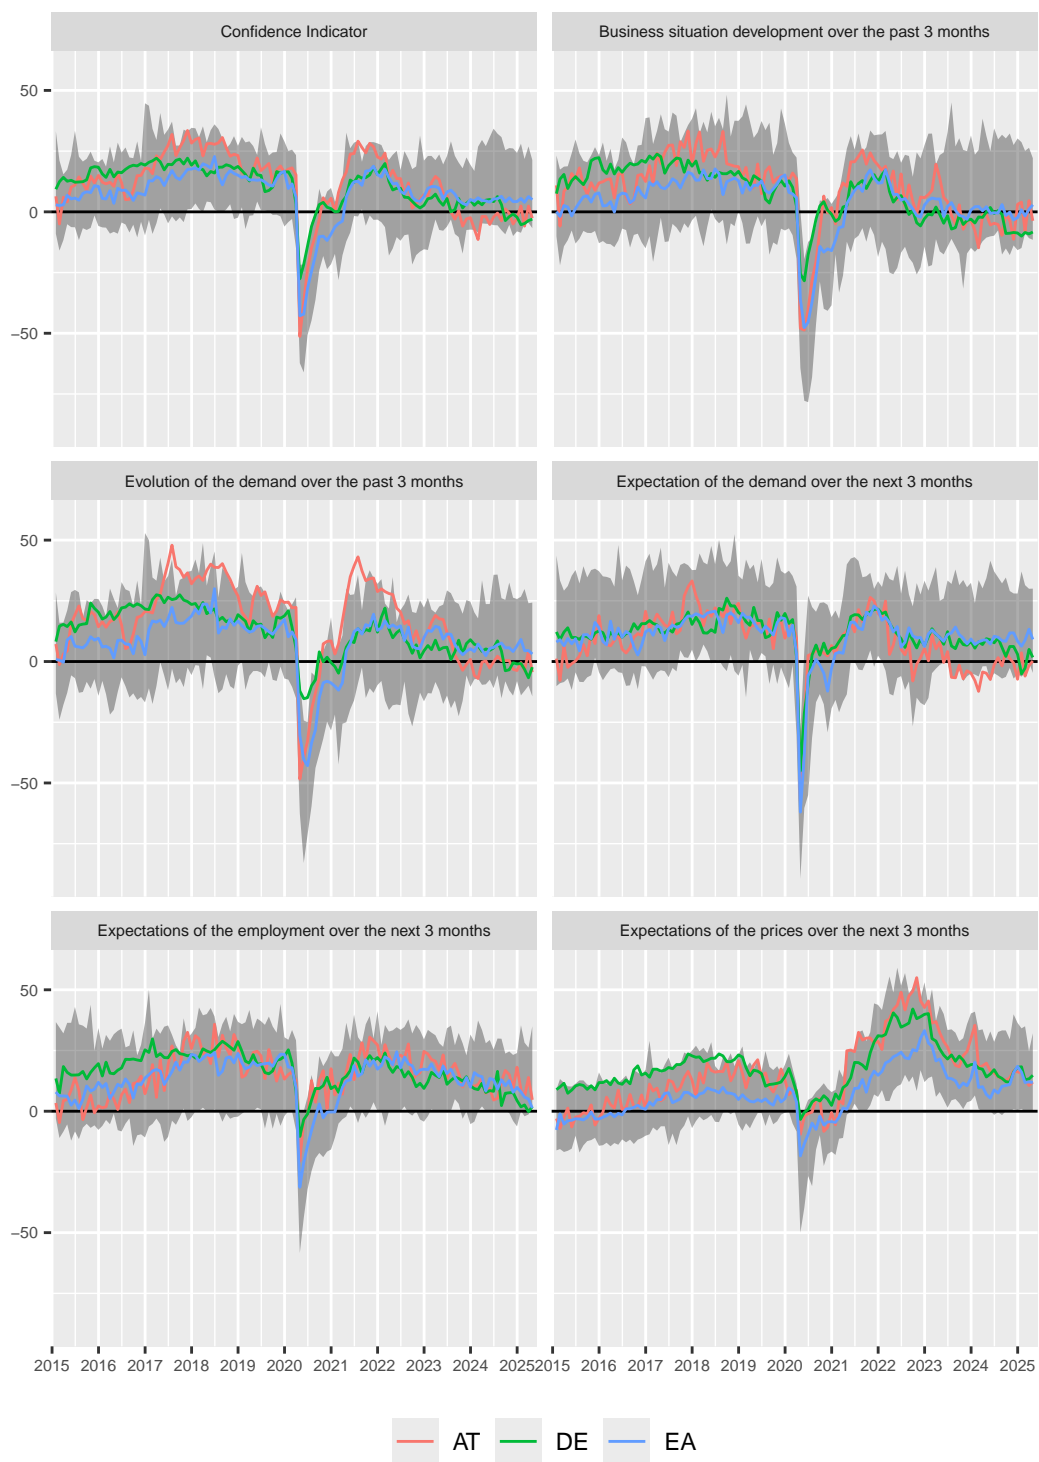 Confidence Indicator
Business situation development over the past 3 months
50
0
−50
Evolution of the demand over the past 3 months
Expectation of the demand over the next 3 months
50
0
−50
Expectations of the employment over the next 3 months
Expectations of the prices over the next 3 months
50
0
−50
2015 2016 2017 2018 2019 2020 2021 2022 2023 2024 2025
2015 2016 2017 2018 2019 2020 2021 2022 2023 2024 2025
AT DE EA